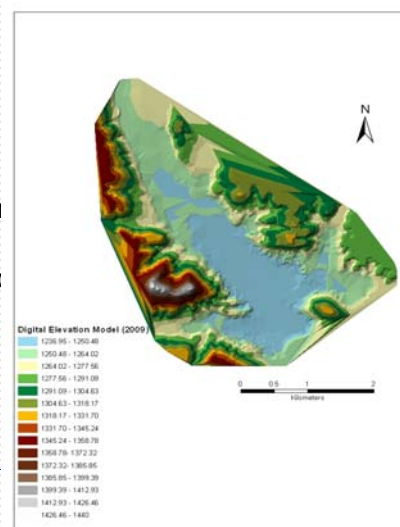 N
Digital Elevation Model (2009)
1236.95 - 1250.48
1250.48 - 1264.02
1264.02 - 1277.56
1277.56 - 1291.09
1291.09 - 1304.63
1304.63 - 1318.17
1318.17 - 1331.70
1331.70 - 1345.24
1345.24 - 1358.78
1358.78- 1372.32
1372.32- 1385.85
1385.85 - 1399.39
1399.39 - 1412.93
1412.93 - 1426.46
1426.46 - 1440
0 0.5 1 2
Kilometers